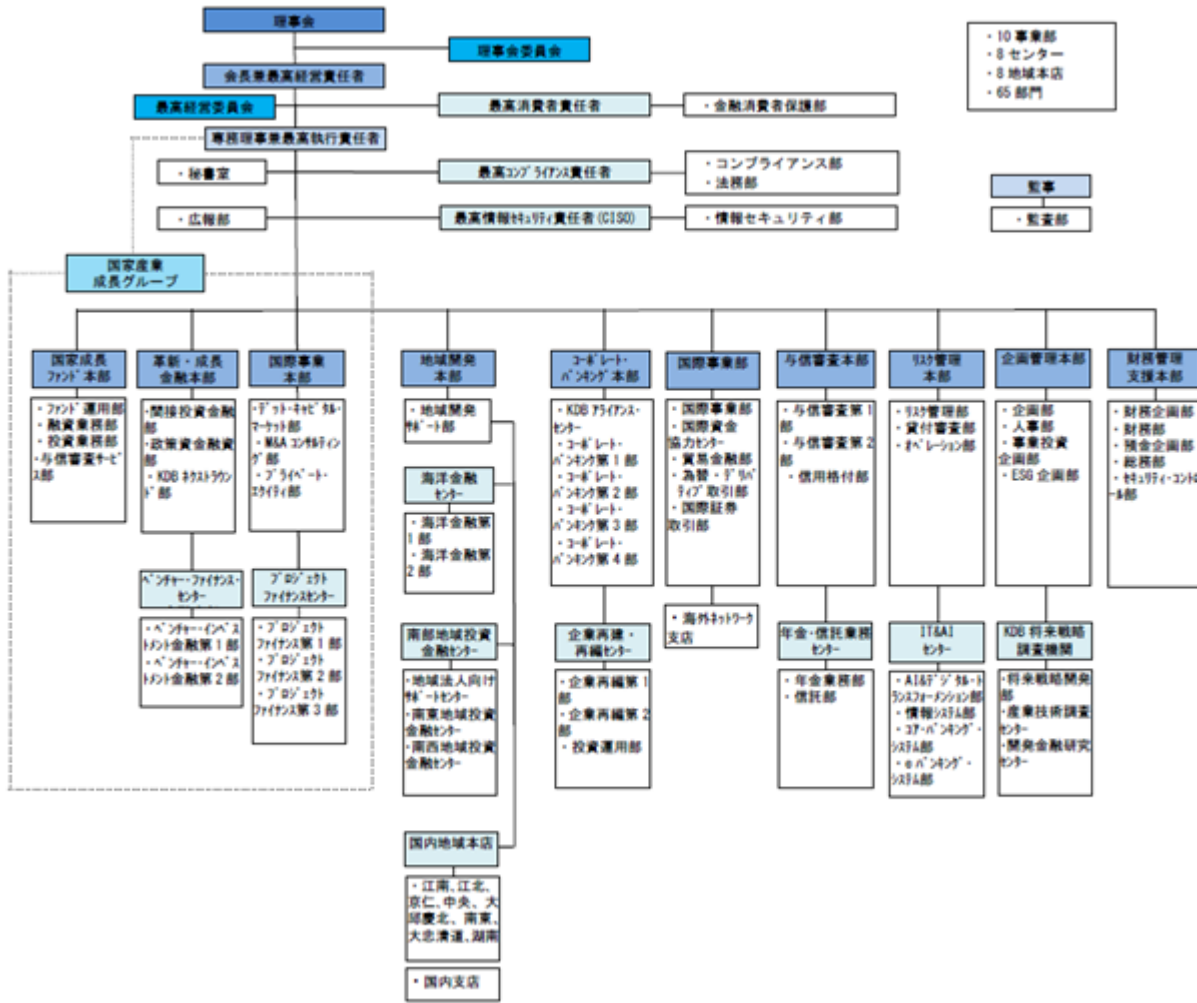 理事会
・10 事業部
・8 センター
・8 地域本店
・65 部門
理事会委員会
会長兼最高経営責任者
最高経営委員会
最高消費者責任者
・金融消費者保護部
専務理事兼最高執行責任者
・秘書室
最高ｺﾝﾌﾟﾗｲｱﾝｽ責任者
・コンプライアンス部
・法務部
監事
・広報部
最高情報ｾｷｭﾘﾃｨ責任者(CISO)
・情報セキュリティ部
・監査部
国家産業
成長グループ
国家成長
ﾌｧﾝﾄﾞ本部
・ﾌｧﾝﾄﾞ運用部
・融資業務部
・投資業務部
・与信審査ｻｰﾋﾞ
ｽ部
革新・成長
金融本部
・間接投資金融
部
・政策資金融資
部
・KDB ﾈｸｽﾄﾗｳﾝ
ﾄﾞ部
ﾍﾞﾝﾁｬｰ・ﾌｧｲﾅﾝｽ・
ｾﾝﾀｰ
・ﾍﾞﾝﾁｬｰ・ｲﾝﾍﾞｽ
ﾄﾒﾝﾄ金融第 1 部
・ﾍﾞﾝﾁｬｰ・ｲﾝﾍﾞｽ
ﾄﾒﾝﾄ金融第 2 部
国際事業
本部
・ﾃﾞｯﾄ・ｷｬﾋﾟﾀﾙ・
ﾏｰｹｯﾄ部
・M&A ｺﾝｻﾙﾃｨﾝ
ｸﾞ部
・ﾌﾟﾗｲﾍﾞｰﾄ・
ｴｸｲﾃｨ部
ﾌﾟﾛｼﾞｪｸﾄ
ﾌｧｲﾅﾝｽｾﾝﾀｰ
・ﾌﾟﾛｼﾞｪｸﾄ
ﾌｧｲﾅﾝｽ第 1 部
・ﾌﾟﾛｼﾞｪｸﾄ
ﾌｧｲﾅﾝｽ第 2 部
・ﾌﾟﾛｼﾞｪｸﾄ
ﾌｧｲﾅﾝｽ第 3 部
地域開発
本部
・地域開発
ｻﾎﾟｰﾄ部
海洋金融
ｾﾝﾀｰ
・海洋金融第
1 部
・海洋金融第
2 部
南部地域投資
金融ｾﾝﾀｰ
・地域法人向け
ｻﾎﾟｰﾄｾﾝﾀｰ
・南東地域投資
金融ｾﾝﾀｰ
・南西地域投資
金融ｾﾝﾀｰ
国内地域本店
・江南、江北、
京仁、中央、大
邱慶北、南東、
大忠清道、湖南
・国内支店
ｺｰﾎﾟﾚｰﾄ・
ﾊﾞﾝｷﾝｸﾞ本部
・KDB ｱﾗｲｱﾝｽ・
ｾﾝﾀｰ
・ｺｰﾎﾟﾚｰﾄ・
ﾊﾞﾝｷﾝｸﾞ第 1 部
・ｺｰﾎﾟﾚｰﾄ・
ﾊﾞﾝｷﾝｸﾞ第 2 部
・ｺｰﾎﾟﾚｰﾄ・
ﾊﾞﾝｷﾝｸﾞ第 3 部
・ｺｰﾎﾟﾚｰﾄ・
ﾊﾞﾝｷﾝｸﾞ第 4 部
企業再建・
再編ｾﾝﾀｰ
・企業再編第 1
部
・企業再編第 2
部
・投資運用部
国際事業部
・国際事業部
・国際資金
協力ｾﾝﾀｰ
・貿易金融部
・為替・ﾃﾞﾘﾊﾞ
ﾃｨﾌﾞ取引部
・国際証券
取引部
・海外ﾈｯﾄﾜｰｸ
支店
与信審査本部
・与信審査第 1
部
・与信審査第 2
部
・信用格付部
年金・信託業務
ｾﾝﾀｰ
・年金業務部
・信託部
ﾘｽｸ管理
本部
・ﾘｽｸ管理部
・貸付審査部
・ｵﾍﾟﾚｰｼｮﾝ部
IT&AI
ｾﾝﾀｰ
・AI&ﾃﾞｼﾞﾀﾙ・ﾄ
ﾗﾝｽﾌｫｰﾒﾝｼｮﾝ部
・情報ｼｽﾃﾑ部
・ｺｱ・ﾊﾞﾝｷﾝｸﾞ・
ｼｽﾃﾑ部
・e ﾊﾞﾝｷﾝｸﾞ・
ｼｽﾃﾑ部
企画管理本部
・企画部
・人事部
・事業投資
企画部
・ESG 企画部
KDB 将来戦略
調査機関
・将来戦略開発
部
・産業技術調査
ｾﾝﾀｰ
・開発金融研究
ｾﾝﾀｰ
財務管理
支援本部
・財務企画部
・財務部
・預金企画部
・総務部
・ｾｷｭﾘﾃｨ・ｺﾝﾄﾛ
ｰﾙ部